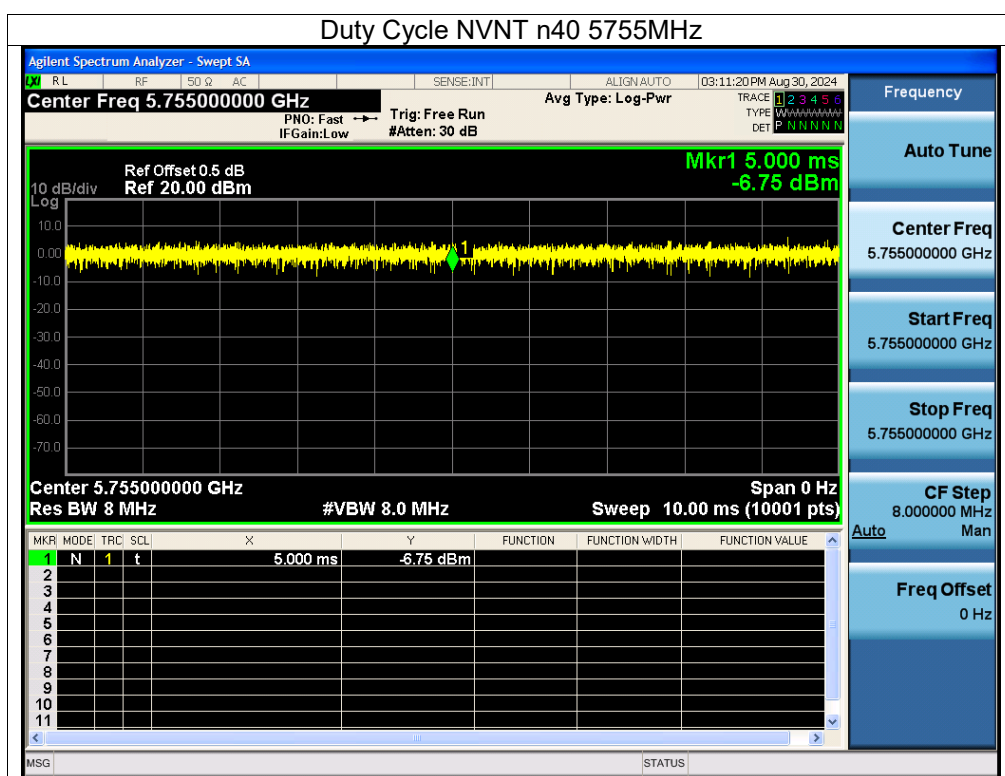 Duty Cycle NVNT n40 5755MHz
Agilent Spectrum Analyzer - Swept SA
LXI RL RF 50 Ω AC SENSE:INT ALIGN AUTO 03:11:20 PM Aug 30, 2024
Center Freq 5.755000000 GHz
PNO: Fast
IFGain:Low
Trig: Free Run
#Atten: 30 dB
Avg Type: Log-Pwr
TRACE 1 2 3 4 5 6
TYPE WWWWWW
DET P N N N N N
Mkr1 5.000 ms
-6.75 dBm
Ref Offset 0.5 dB
10 dB/div Ref 20.00 dBm
Log
10.0
0.00
-10.0
-20.0
-30.0
-40.0
-50.0
-60.0
-70.0
1
Center 5.755000000 GHz Span 0 Hz
Res BW 8 MHz #VBW 8.0 MHz Sweep 10.00 ms (10001 pts)
MKR MODE TRC SCL X Y FUNCTION FUNCTION WIDTH FUNCTION VALUE
1 N 1 t 5.000 ms -6.75 dBm
2
3
4
5
6
7
8
9
10
11
MSG STATUS
Frequency
Auto Tune
Center Freq
5.755000000 GHz
Start Freq
5.755000000 GHz
Stop Freq
5.755000000 GHz
CF Step
8.000000 MHz
Auto Man
Freq Offset
0 Hz